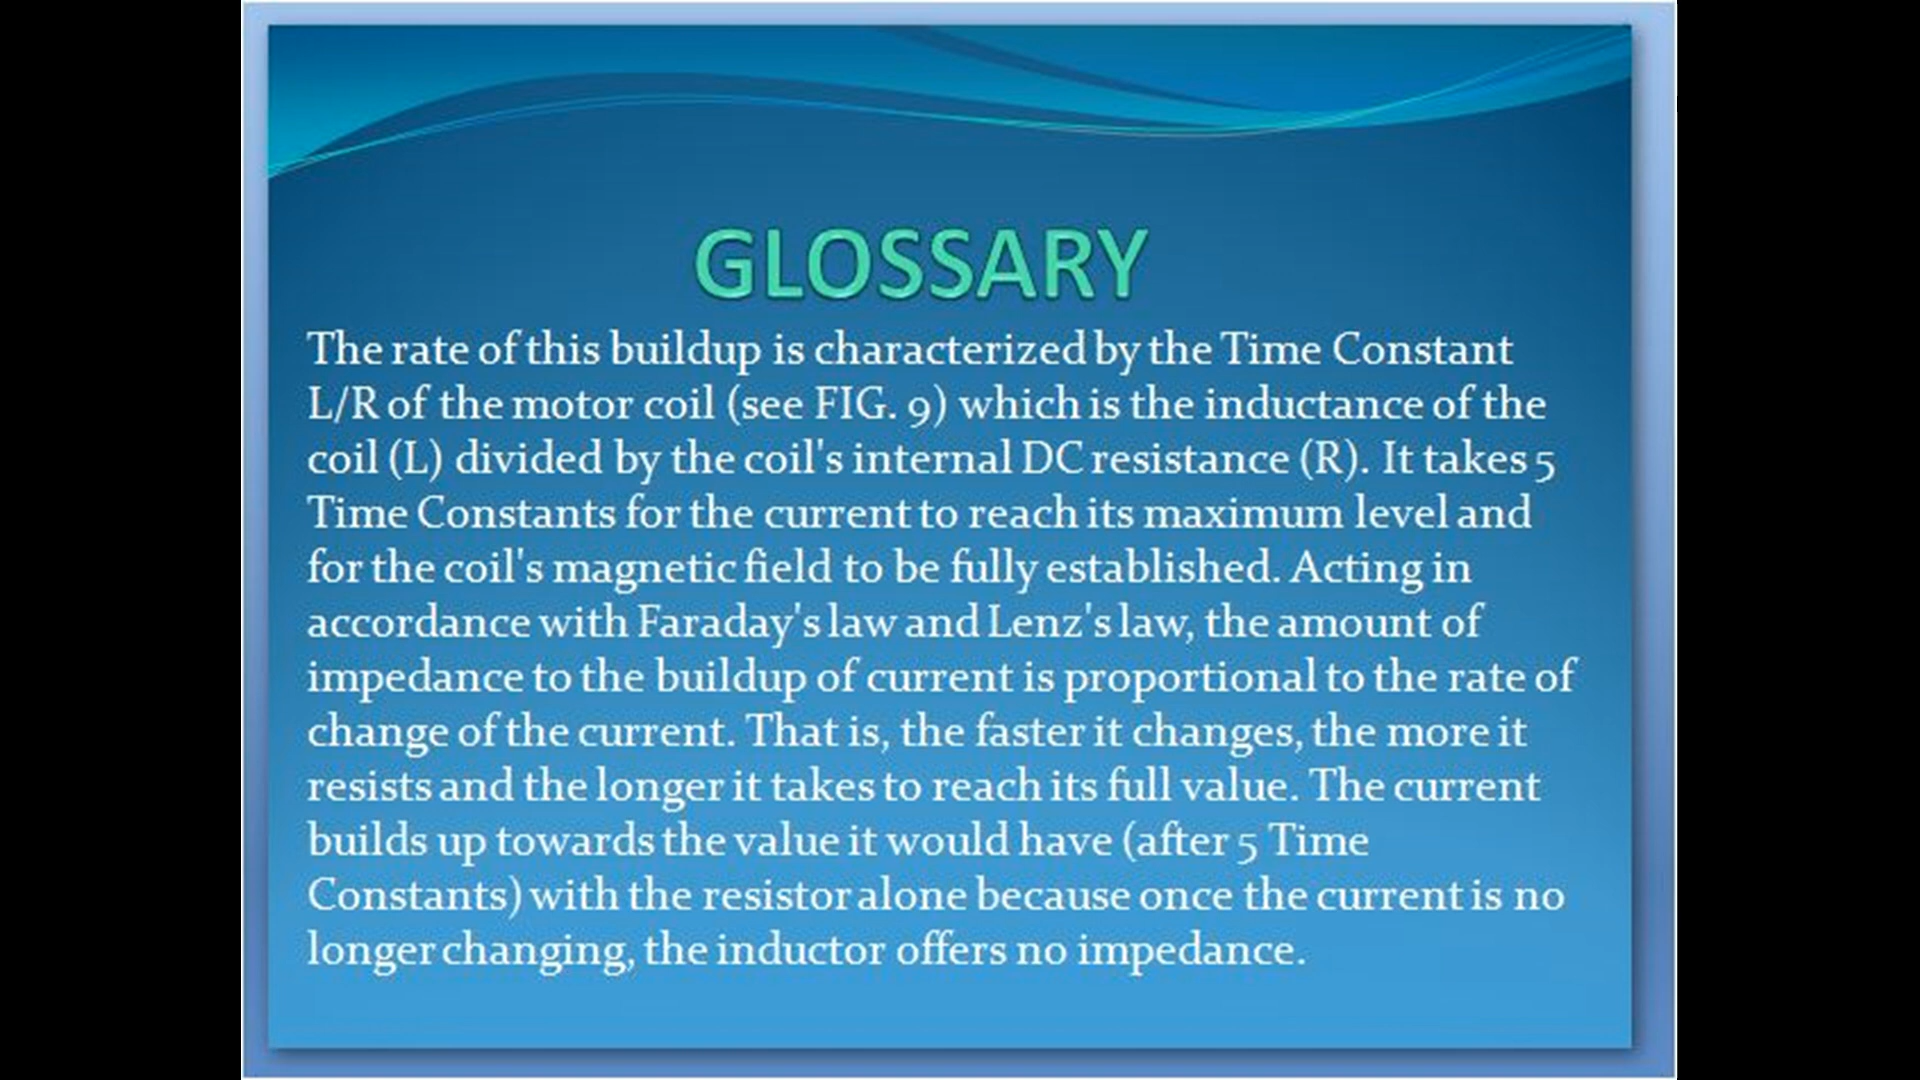 GLOSSARY
The rate of this buildup is characterized by the Time Constant
L/R of the motor coil (see FIG. 9) which is the inductance of the
coil (L) divided by the coil's internal DC resistance (R). It takes 5
Time Constants for the current to reach its maximum level and
for the coil's magnetic field to be fully established. Acting in
accordance with Faraday's law and Lenz's law, the amount of
impedance to the buildup of current is proportional to the rate of
change of the current. That is, the faster it changes, the more it
resists and the longer it takes to reach its full value. The current
builds up towards the value it would have (after 5 Time
Constants) with the resistor alone because once the current is no
longer changing, the inductor offers no impedance.